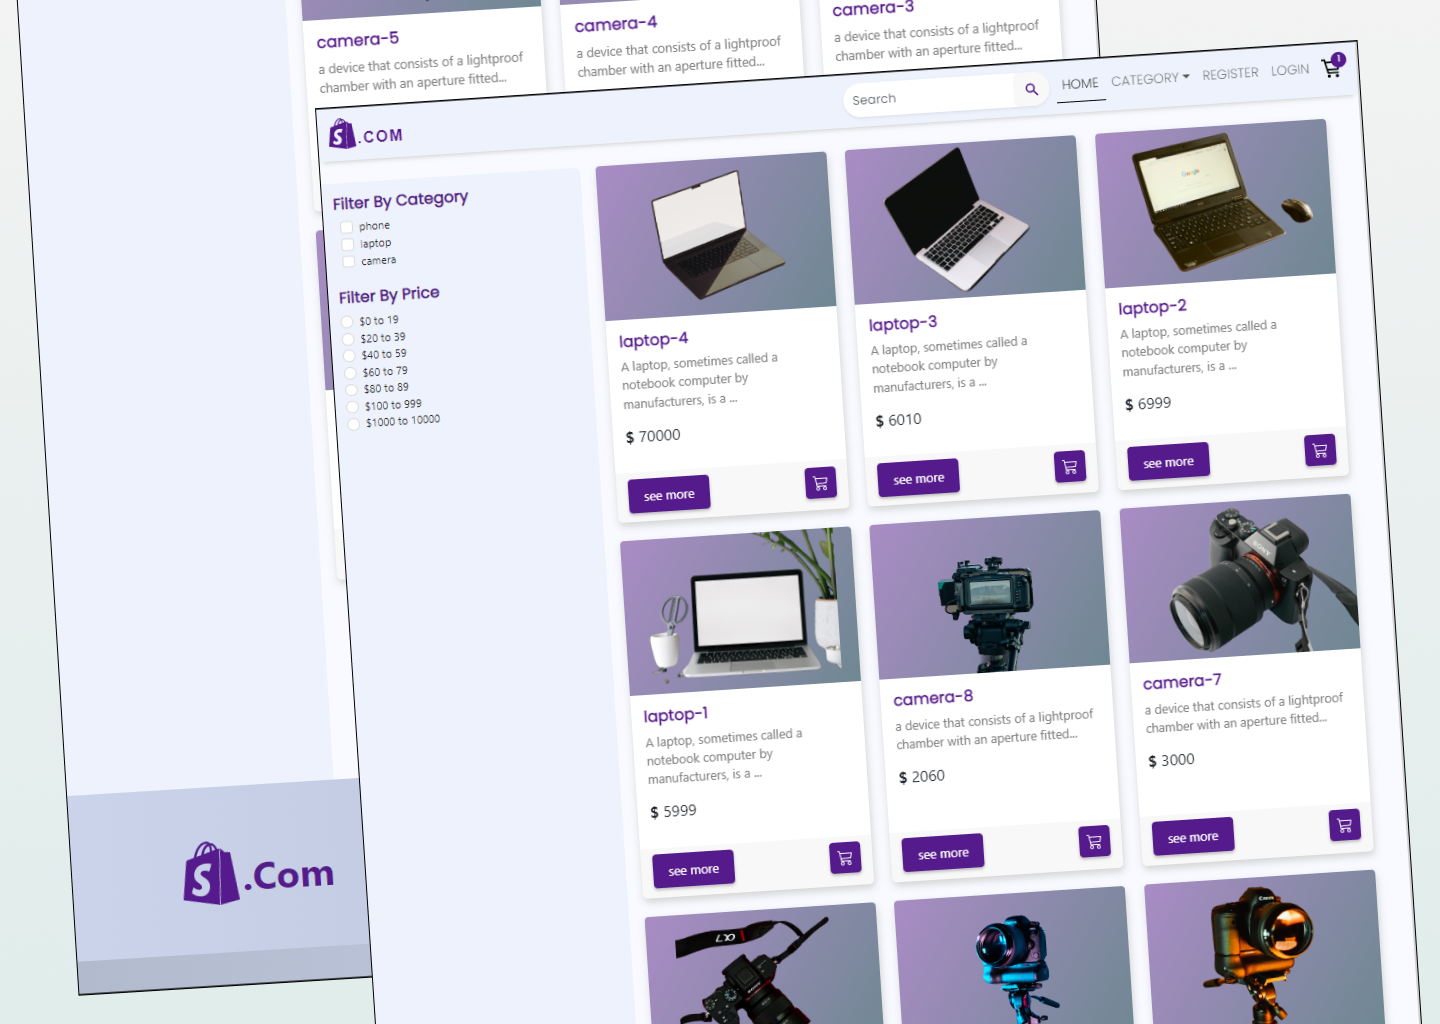 camera-5
a device that consists of a lightproof
chamber with an aperture fitted...
camera-4
a device that consists of a lightproof
chamber with an aperture fitted...
camera-3
a device that consists of a lightproof
chamber with an aperture fitted...
S.COM
Search
HOME
CATEGORY
REGISTER
LOGIN
1
Filter By Category
phone
laptop
camera
Filter By Price
$0 to 19
$20 to 39
$40 to 59
$60 to 79
$80 to 89
$100 to 999
$1000 to 10000
laptop-4
A laptop, sometimes called a
notebook computer by
manufacturers, is a ...
$ 70000
see more
laptop-3
A laptop, sometimes called a
notebook computer by
manufacturers, is a ...
$ 6010
see more
Google
laptop-2
A laptop, sometimes called a
notebook computer by
manufacturers, is a ...
$ 6999
see more
laptop-1
A laptop, sometimes called a
notebook computer by
manufacturers, is a ...
$ 5999
see more
camera-8
a device that consists of a lightproof
chamber with an aperture fitted...
$ 2060
see more
SONY
camera-7
a device that consists of a lightproof
chamber with an aperture fitted...
$ 3000
see more
S.Com
α7
Canon